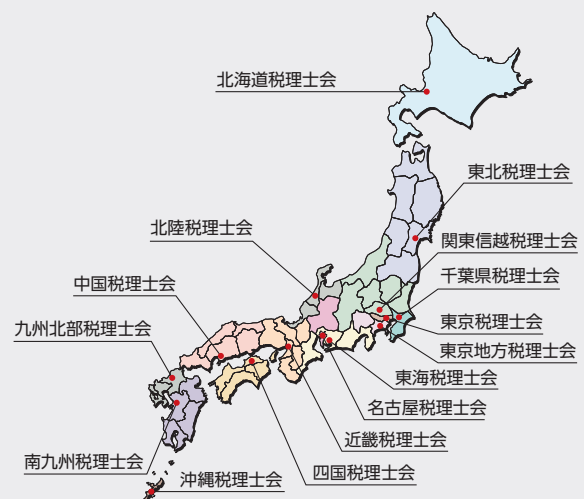 北海道税理士会
東北税理士会
北陸税理士会
関東信越税理士会
中国税理士会
千葉県税理士会
九州北部税理士会
東京税理士会
東京地方税理士会
東海税理士会
名古屋税理士会
近畿税理士会
南九州税理士会
四国税理士会
沖縄税理士会